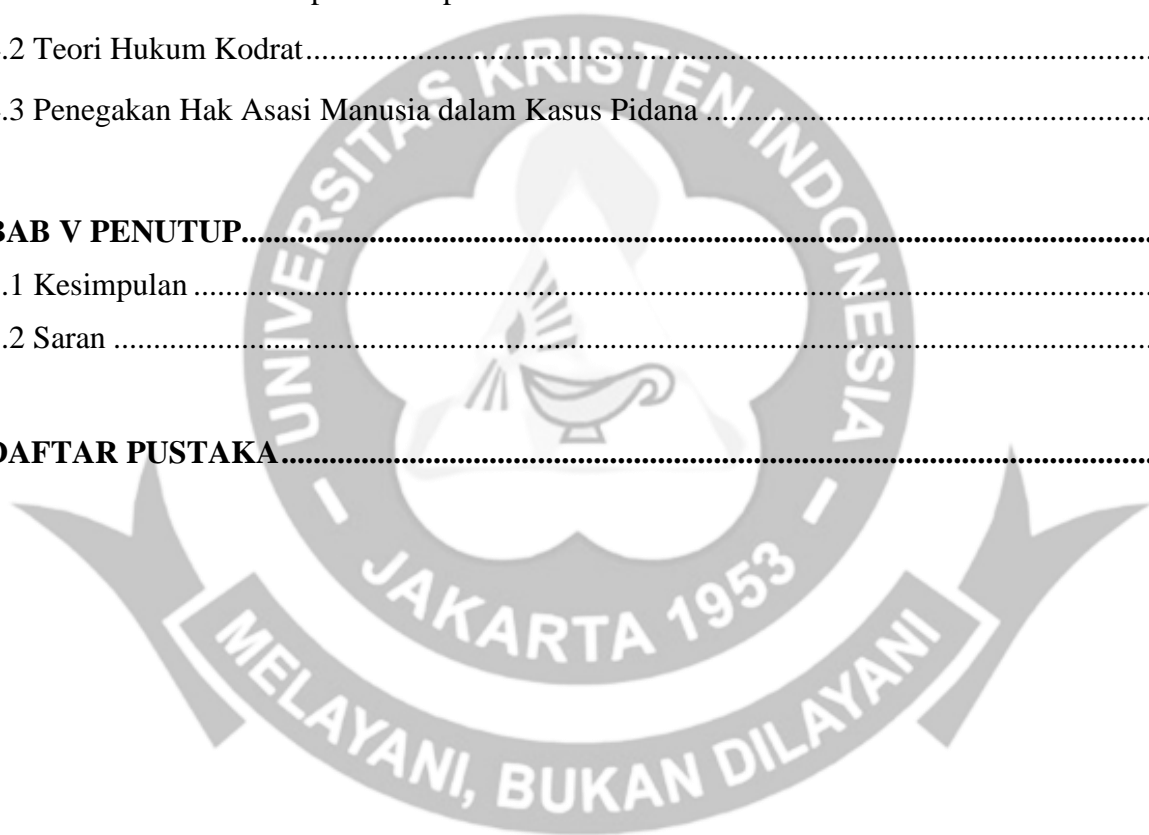 .2 Teori Hukum Kodrat..........................................................................................................
.3 Penegakan Hak Asasi Manusia dalam Kasus Pidana .......................................................
BAB V PENUTUP..................................................................................................................
.1 Kesimpulan ........................................................................................................................
.2 Saran ..................................................................................................................................
DAFTAR PUSTAKA.............................................................................................................
UNIVERSITAS KRISTEN INDONESIA
JAKARTA 1953
MELAYANI, BUKAN DILAYANI